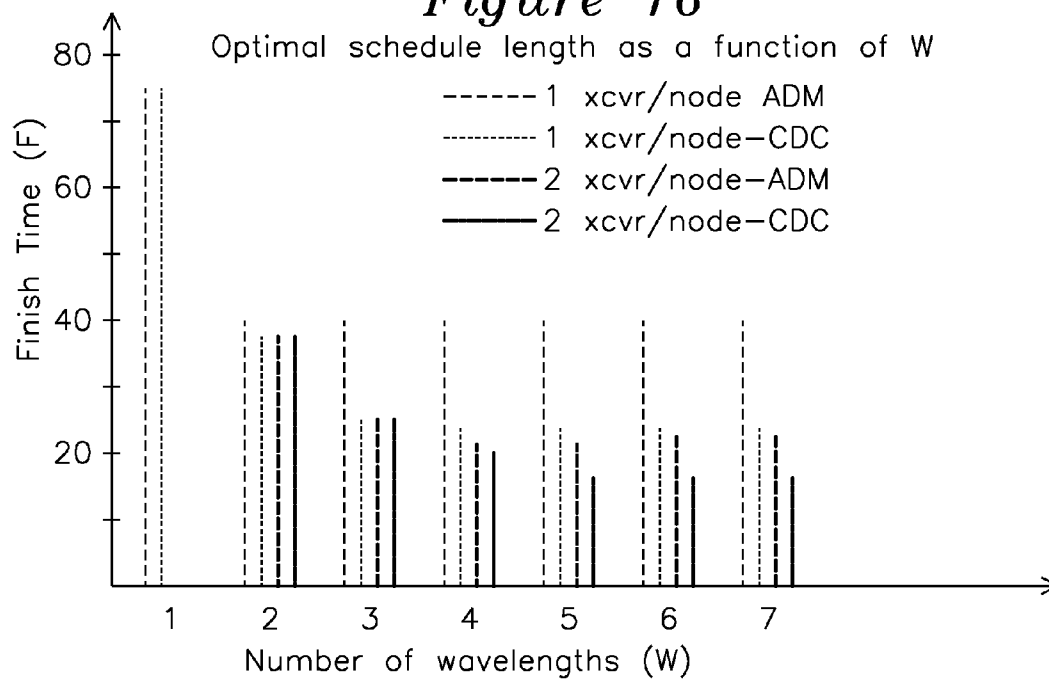 Figure 16
Optimal schedule length as a function of W
1 xcvr/node ADM
1 xcvr/node-CDC
2 xcvr/node-ADM
2 xcvr/node-CDC
Finish Time (F)
80
60
40
20
1 2 3 4 5 6 7
Number of wavelengths (W)